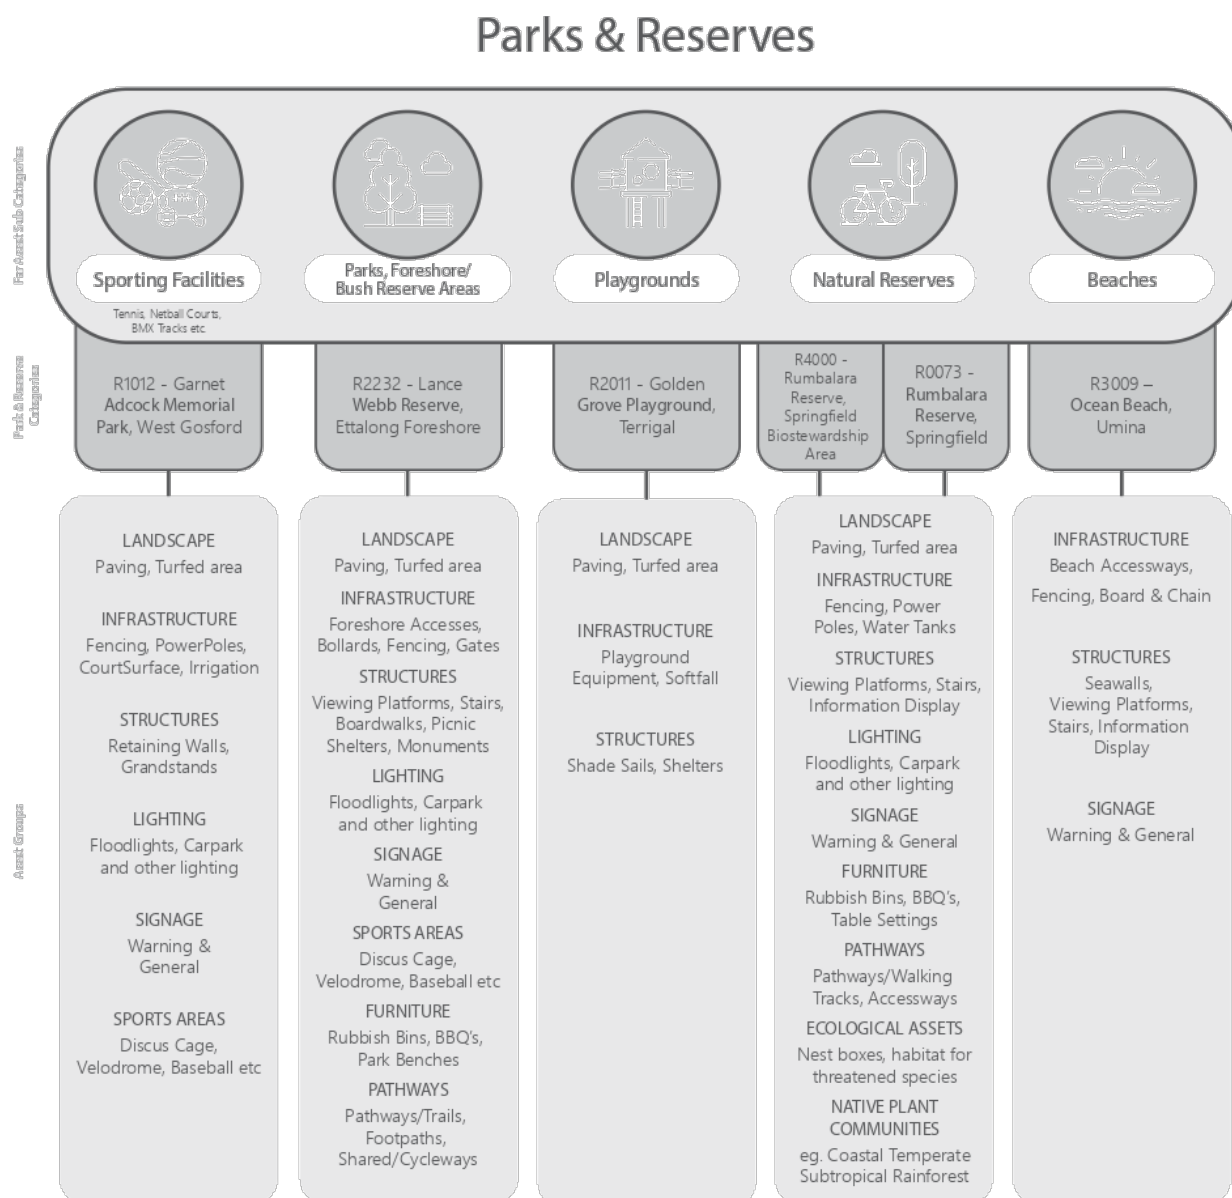 Parks & Reserves
Far Asset Sub Categories
Sporting Facilities
Tennis, Netball Courts,
BMX Tracks etc
Parks, Foreshore/
Bush Reserve Areas
Playgrounds
Natural Reserves
Beaches
Park & Reserve
Categories
R1012 - Garnet
Adcock Memorial
Park, West Gosford
R2232 - Lance
Webb Reserve,
Ettalong Foreshore
R2011 - Golden
Grove Playground,
Terrigal
R4000 -
Rumbalara
Reserve,
Springfield
Biostewardship
Area
R0073 -
Rumbalara
Reserve,
Springfield
R3009 –
Ocean Beach,
Umina
Asset Groups
LANDSCAPE
Paving, Turfed area
INFRASTRUCTURE
Fencing, PowerPoles,
CourtSurface, Irrigation
STRUCTURES
Retaining Walls,
Grandstands
LIGHTING
Floodlights, Carpark
and other lighting
SIGNAGE
Warning &
General
SPORTS AREAS
Discus Cage,
Velodrome, Baseball etc
LANDSCAPE
Paving, Turfed area
INFRASTRUCTURE
Foreshore Accesses,
Bollards, Fencing, Gates
STRUCTURES
Viewing Platforms, Stairs,
Boardwalks, Picnic
Shelters, Monuments
LIGHTING
Floodlights, Carpark
and other lighting
SIGNAGE
Warning &
General
SPORTS AREAS
Discus Cage,
Velodrome, Baseball etc
FURNITURE
Rubbish Bins, BBQ's,
Park Benches
PATHWAYS
Pathways/Trails,
Footpaths,
Shared/Cycleways
LANDSCAPE
Paving, Turfed area
INFRASTRUCTURE
Playground
Equipment, Softfall
STRUCTURES
Shade Sails, Shelters
LANDSCAPE
Paving, Turfed area
INFRASTRUCTURE
Fencing, Power
Poles, Water Tanks
STRUCTURES
Viewing Platforms, Stairs,
Information Display
LIGHTING
Floodlights, Carpark
and other lighting
SIGNAGE
Warning & General
FURNITURE
Rubbish Bins, BBQ's,
Table Settings
PATHWAYS
Pathways/Walking
Tracks, Accessways
ECOLOGICAL ASSETS
Nest boxes, habitat for
threatened species
NATIVE PLANT
COMMUNITIES
eg. Coastal Temperate
Subtropical Rainforest
INFRASTRUCTURE
Beach Accessways,
Fencing, Board & Chain
STRUCTURES
Seawalls,
Viewing Platforms,
Stairs, Information
Display
SIGNAGE
Warning & General